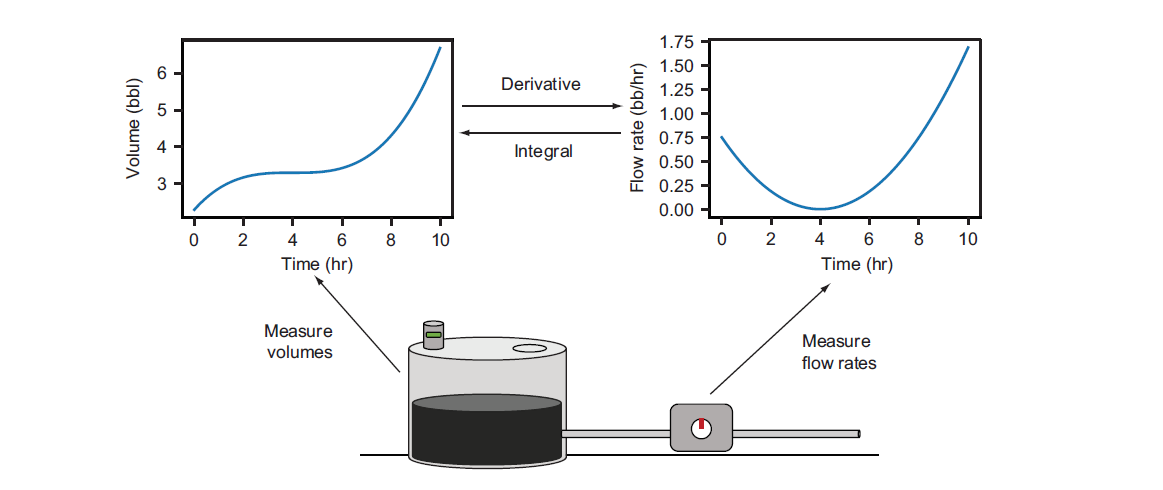 Volume (bbl)
6
5
4
3
0 2 4 6 8 10
Time (hr)
Derivative
Integral
Flow rate (bb/hr)
1.75
1.50
1.25
1.00
0.75
0.50
0.25
0.00
0 2 4 6 8 10
Time (hr)
Measure
volumes
Measure
flow rates